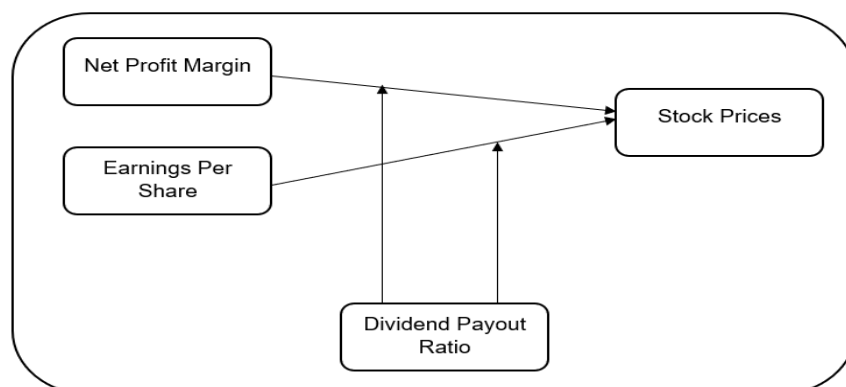 Net Profit Margin
Stock Prices
Earnings Per
Share
Dividend Payout
Ratio